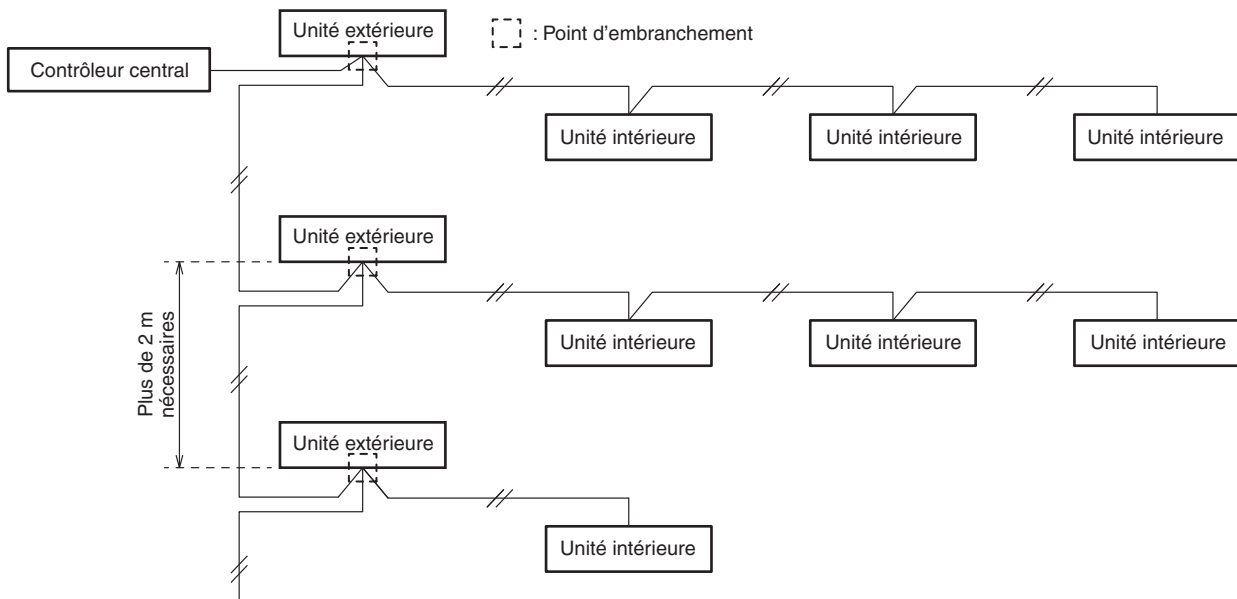 Unité extérieure
: Point d'embranchement
Contrôleur central
Unité intérieure
Unité intérieure
Unité intérieure
Unité extérieure
Unité intérieure
Unité intérieure
Unité intérieure
Plus de 2 m
nécessaires
Unité extérieure
Unité intérieure